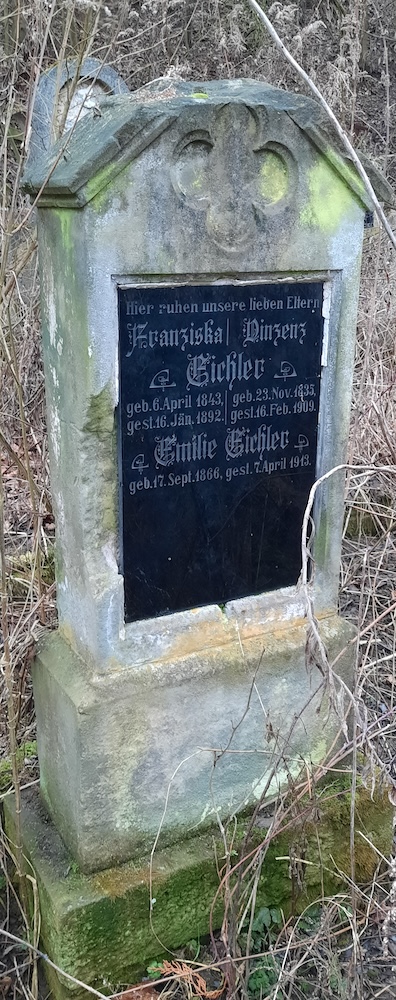 Hier ruhen unsere lieben Eltern
Franziska | Vinzenz
Eichler
geb. 6. April 1843, | geb. 23. Nov. 1835,
gest. 16. Jän. 1892. | gest. 16. Feb. 1909.
Emilie Eichler
geb. 17. Sept. 1866, gest. 7. April 1913.